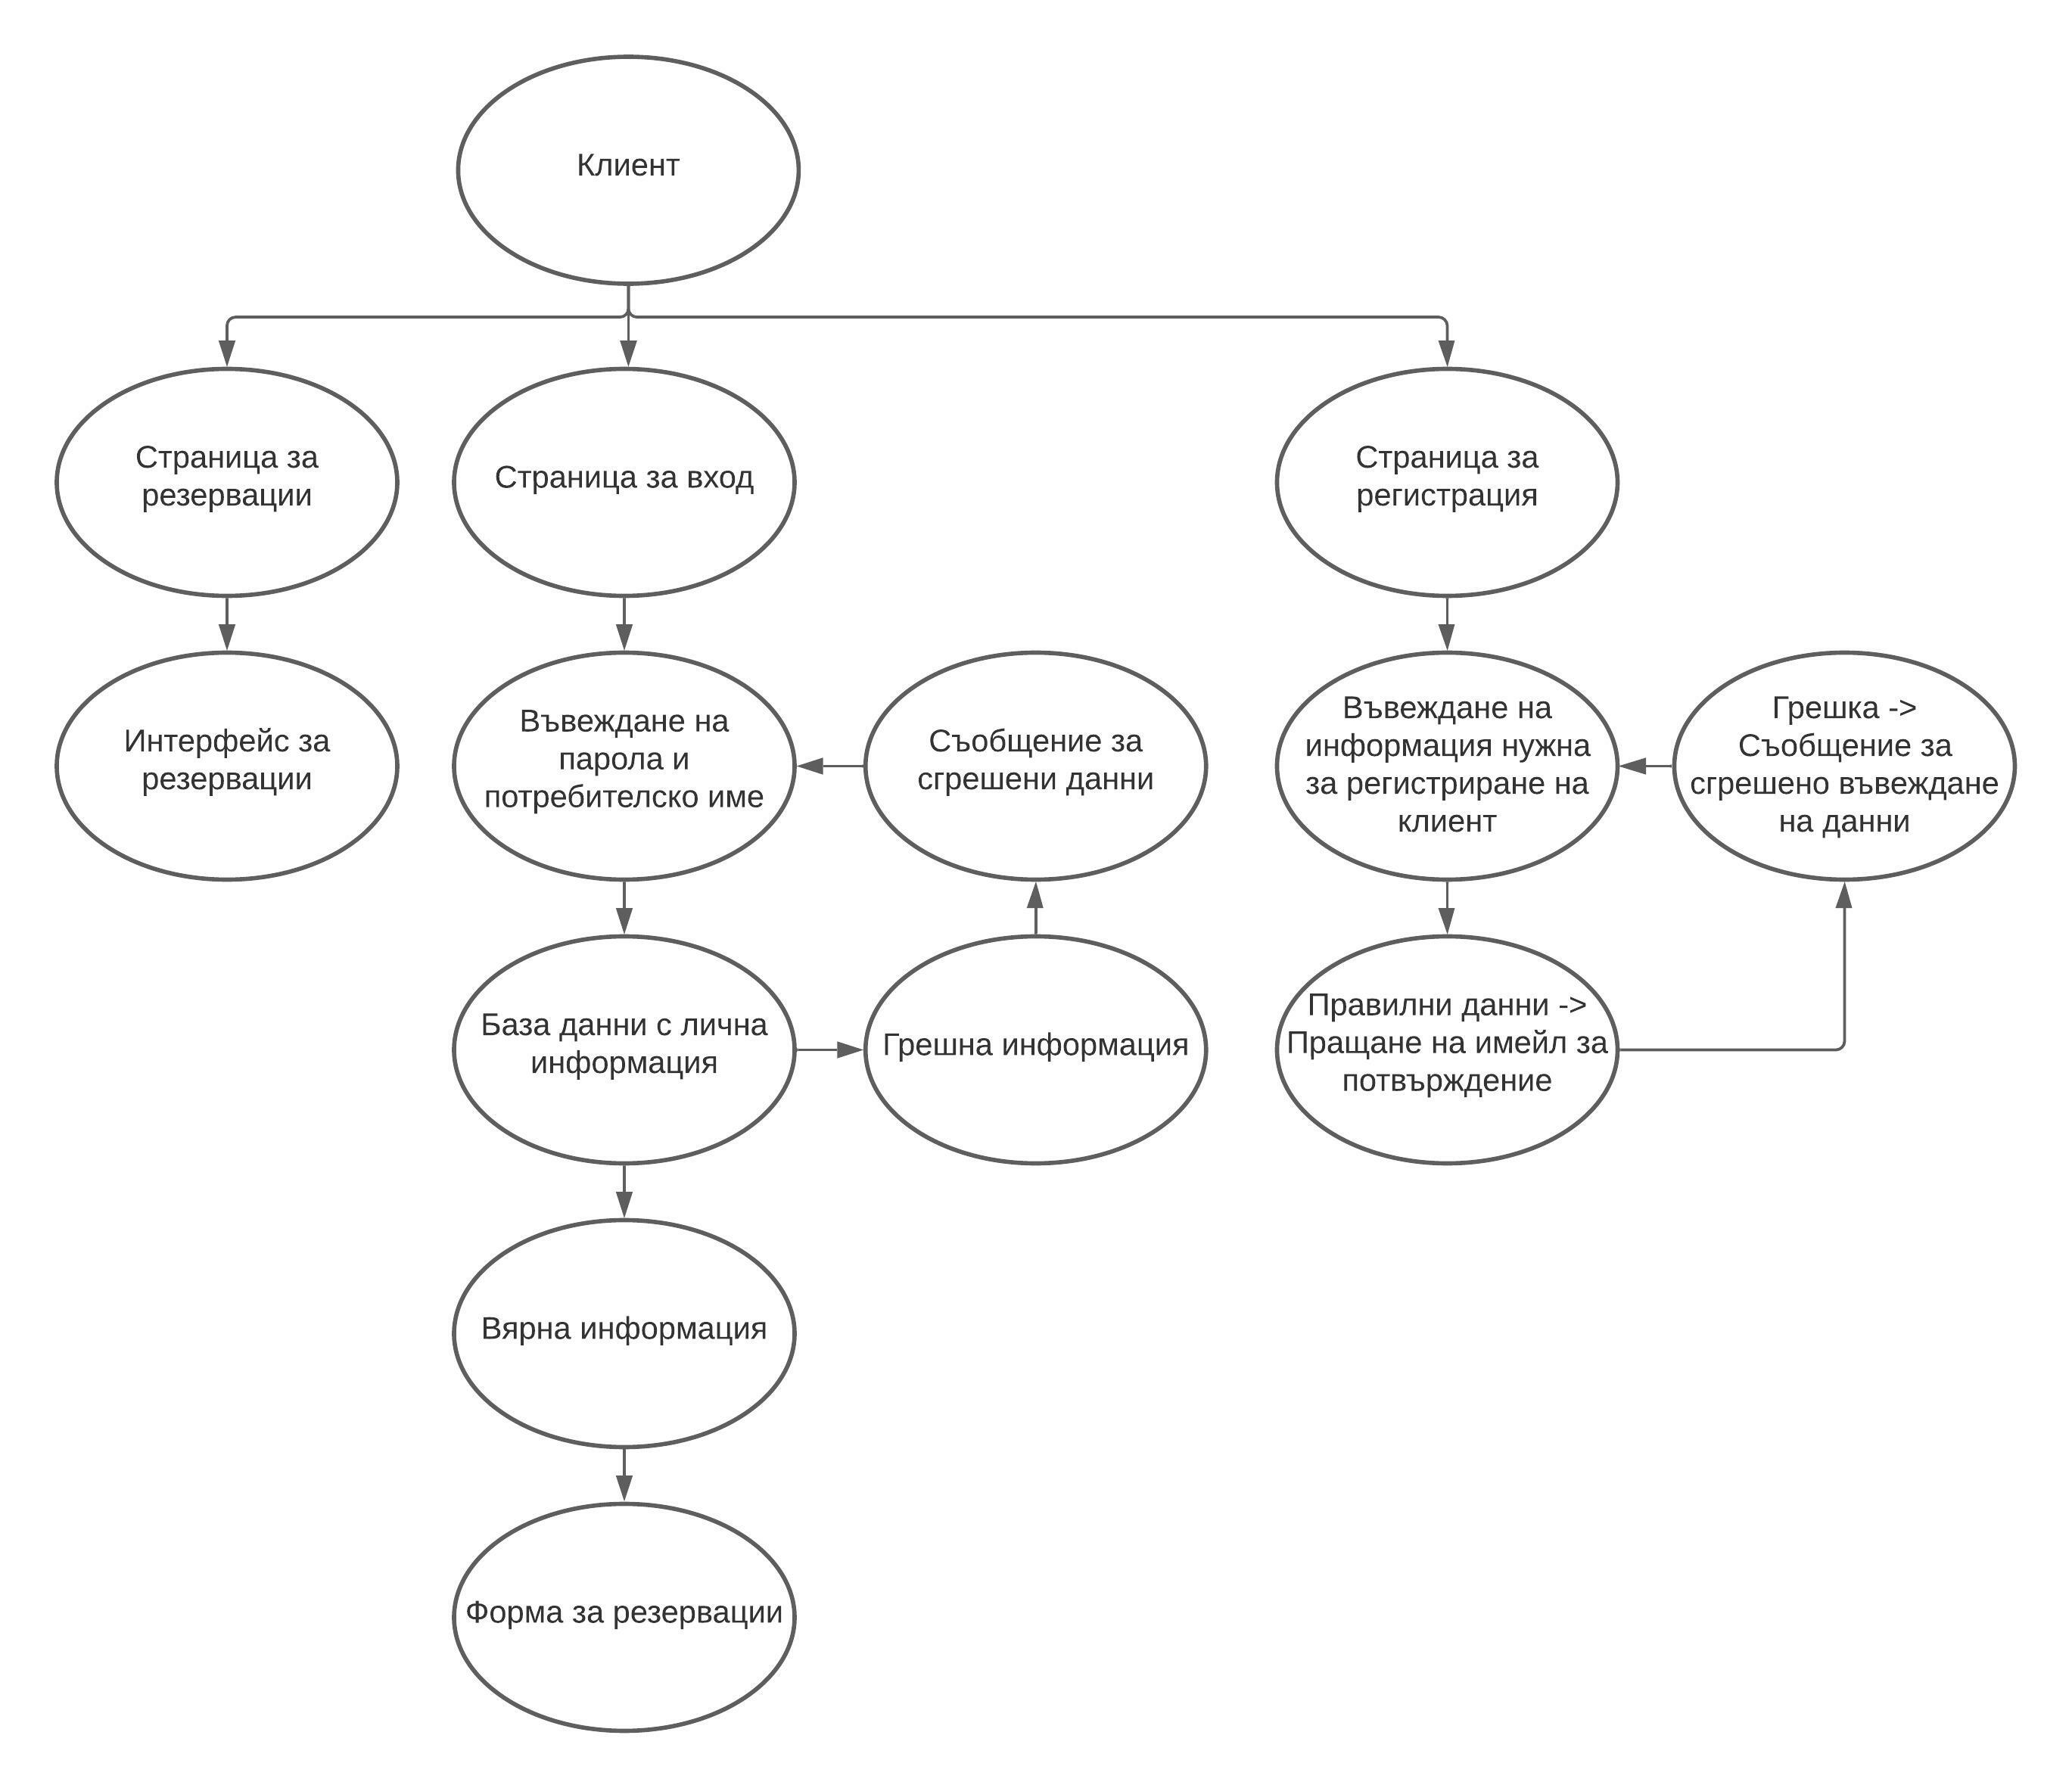 Клиент
Страница за
резервации
Страница за вход
Страница за
регистрация
Интерфейс за
резервации
Въвеждане на
парола и
потребителско име
Съобщение за
сгрешени данни
Въвеждане на
информация нужна
за регистриране на
клиент
Грешка ->
Съобщение за
сгрешено въвеждане
на данни
База данни с лична
информация
Грешна информация
Правилни данни ->
Пращане на имейл за
потвърждение
Вярна информация
Форма за резервации